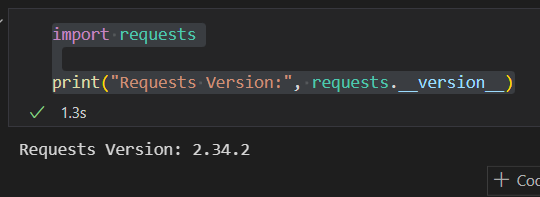 import requests
print("Requests Version:", requests.__version__)
1.3s
Requests Version: 2.34.2